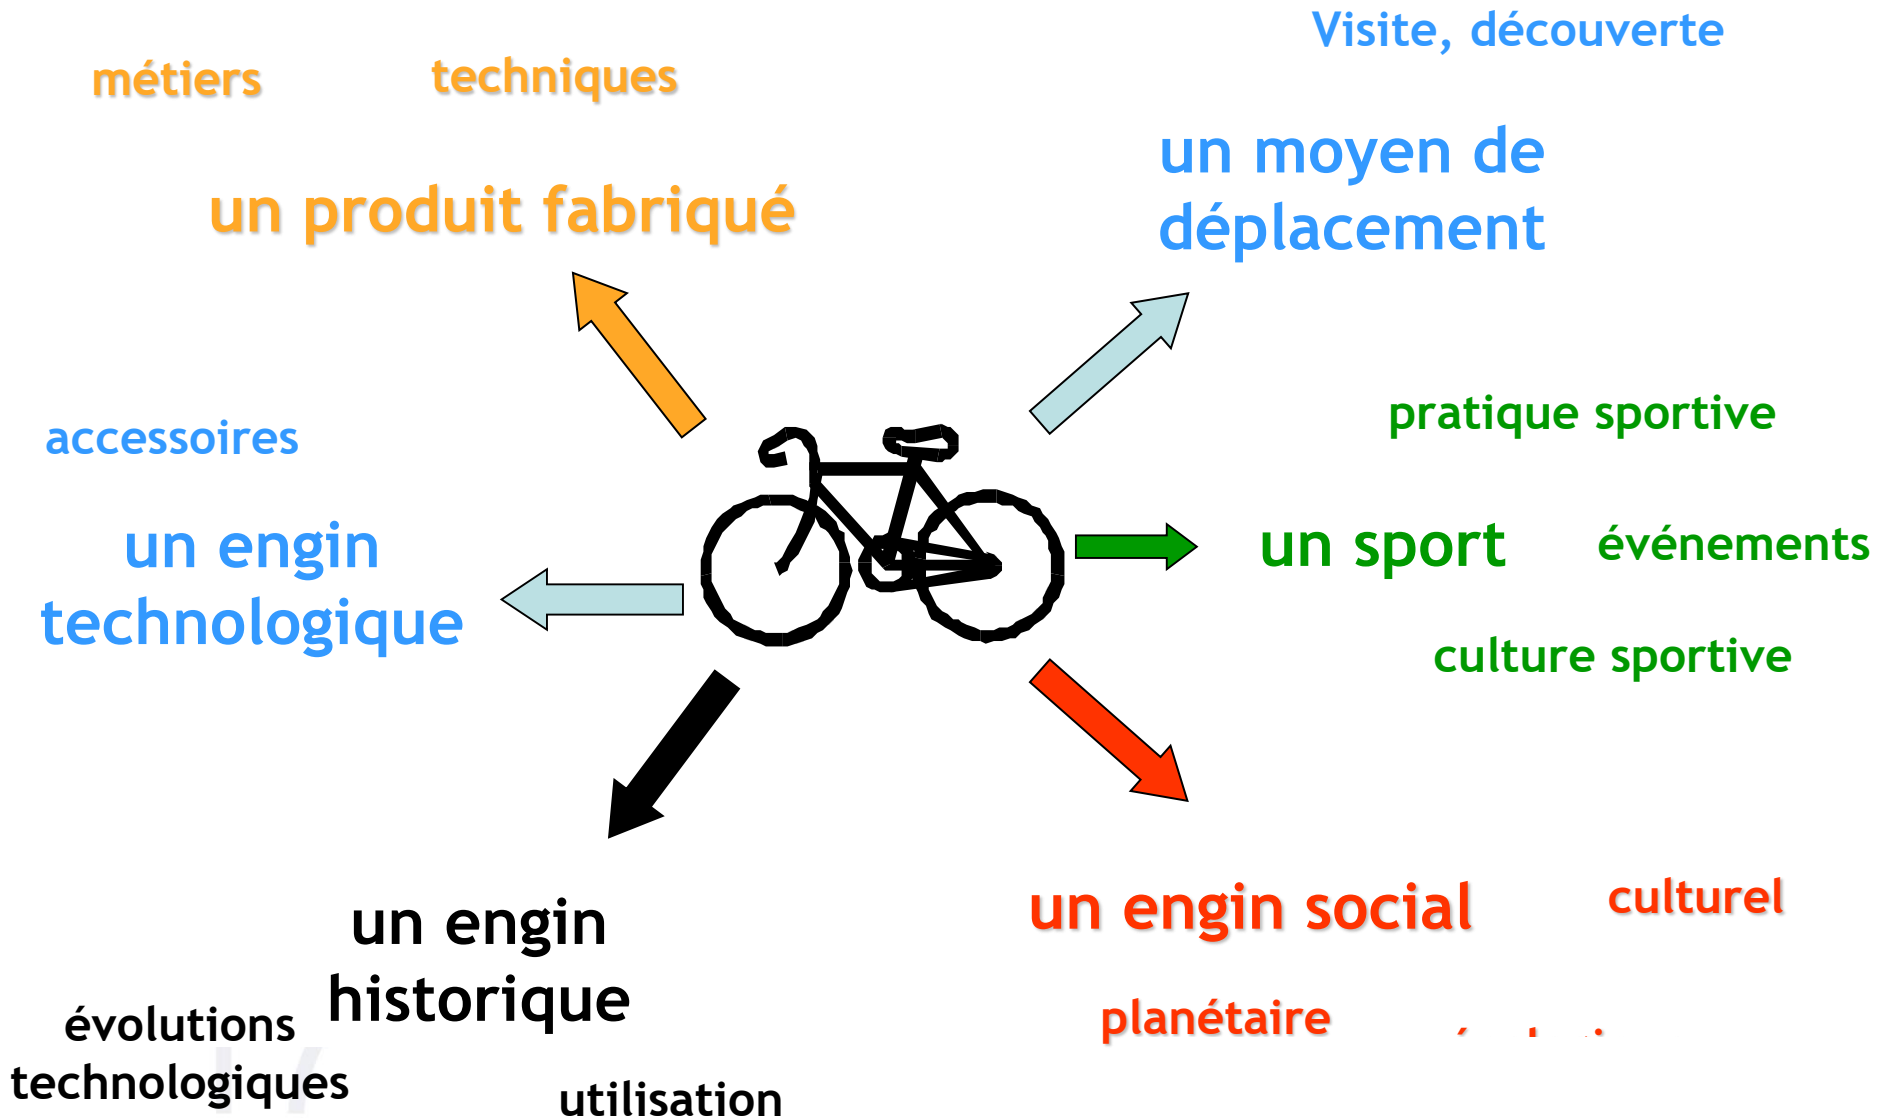 Visite, découverte
métiers
techniques
un moyen de
déplacement
un produit fabriqué
pratique sportive
accessoires
un sport
événements
un engin
technologique
culture sportive
un engin social
culturel
un engin
historique
planétaire
évolutions
technologiques
utilisation